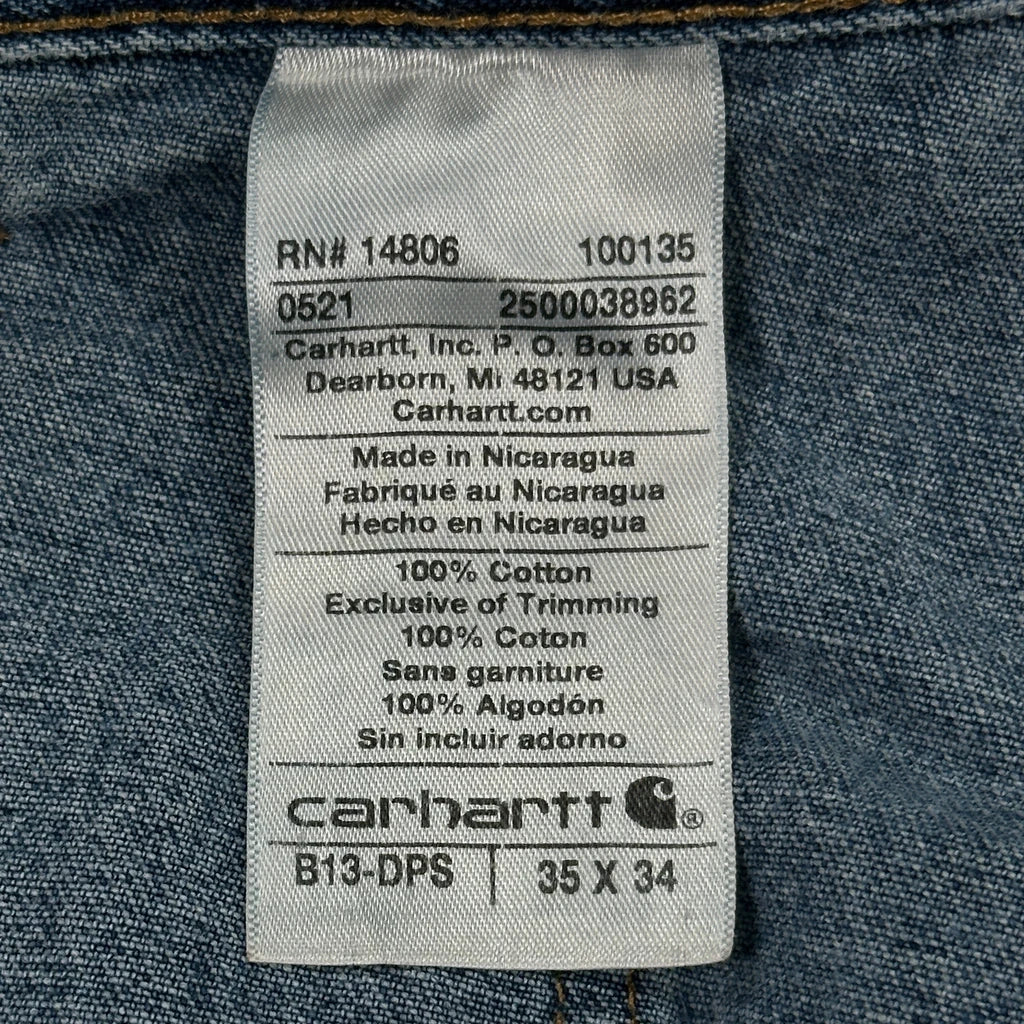 RN# 14806 100135
0521 2500038962
Carhartt, Inc. P. O. Box 600
Dearborn, MI 48121 USA
Carhartt.com
Made in Nicaragua
Fabriqué au Nicaragua
Hecho en Nicaragua
100% Cotton
Exclusive of Trimming
100% Coton
Sans garniture
100% Algodón
Sin incluir adorno
carhartt ®
B13-DPS | 35 X 34